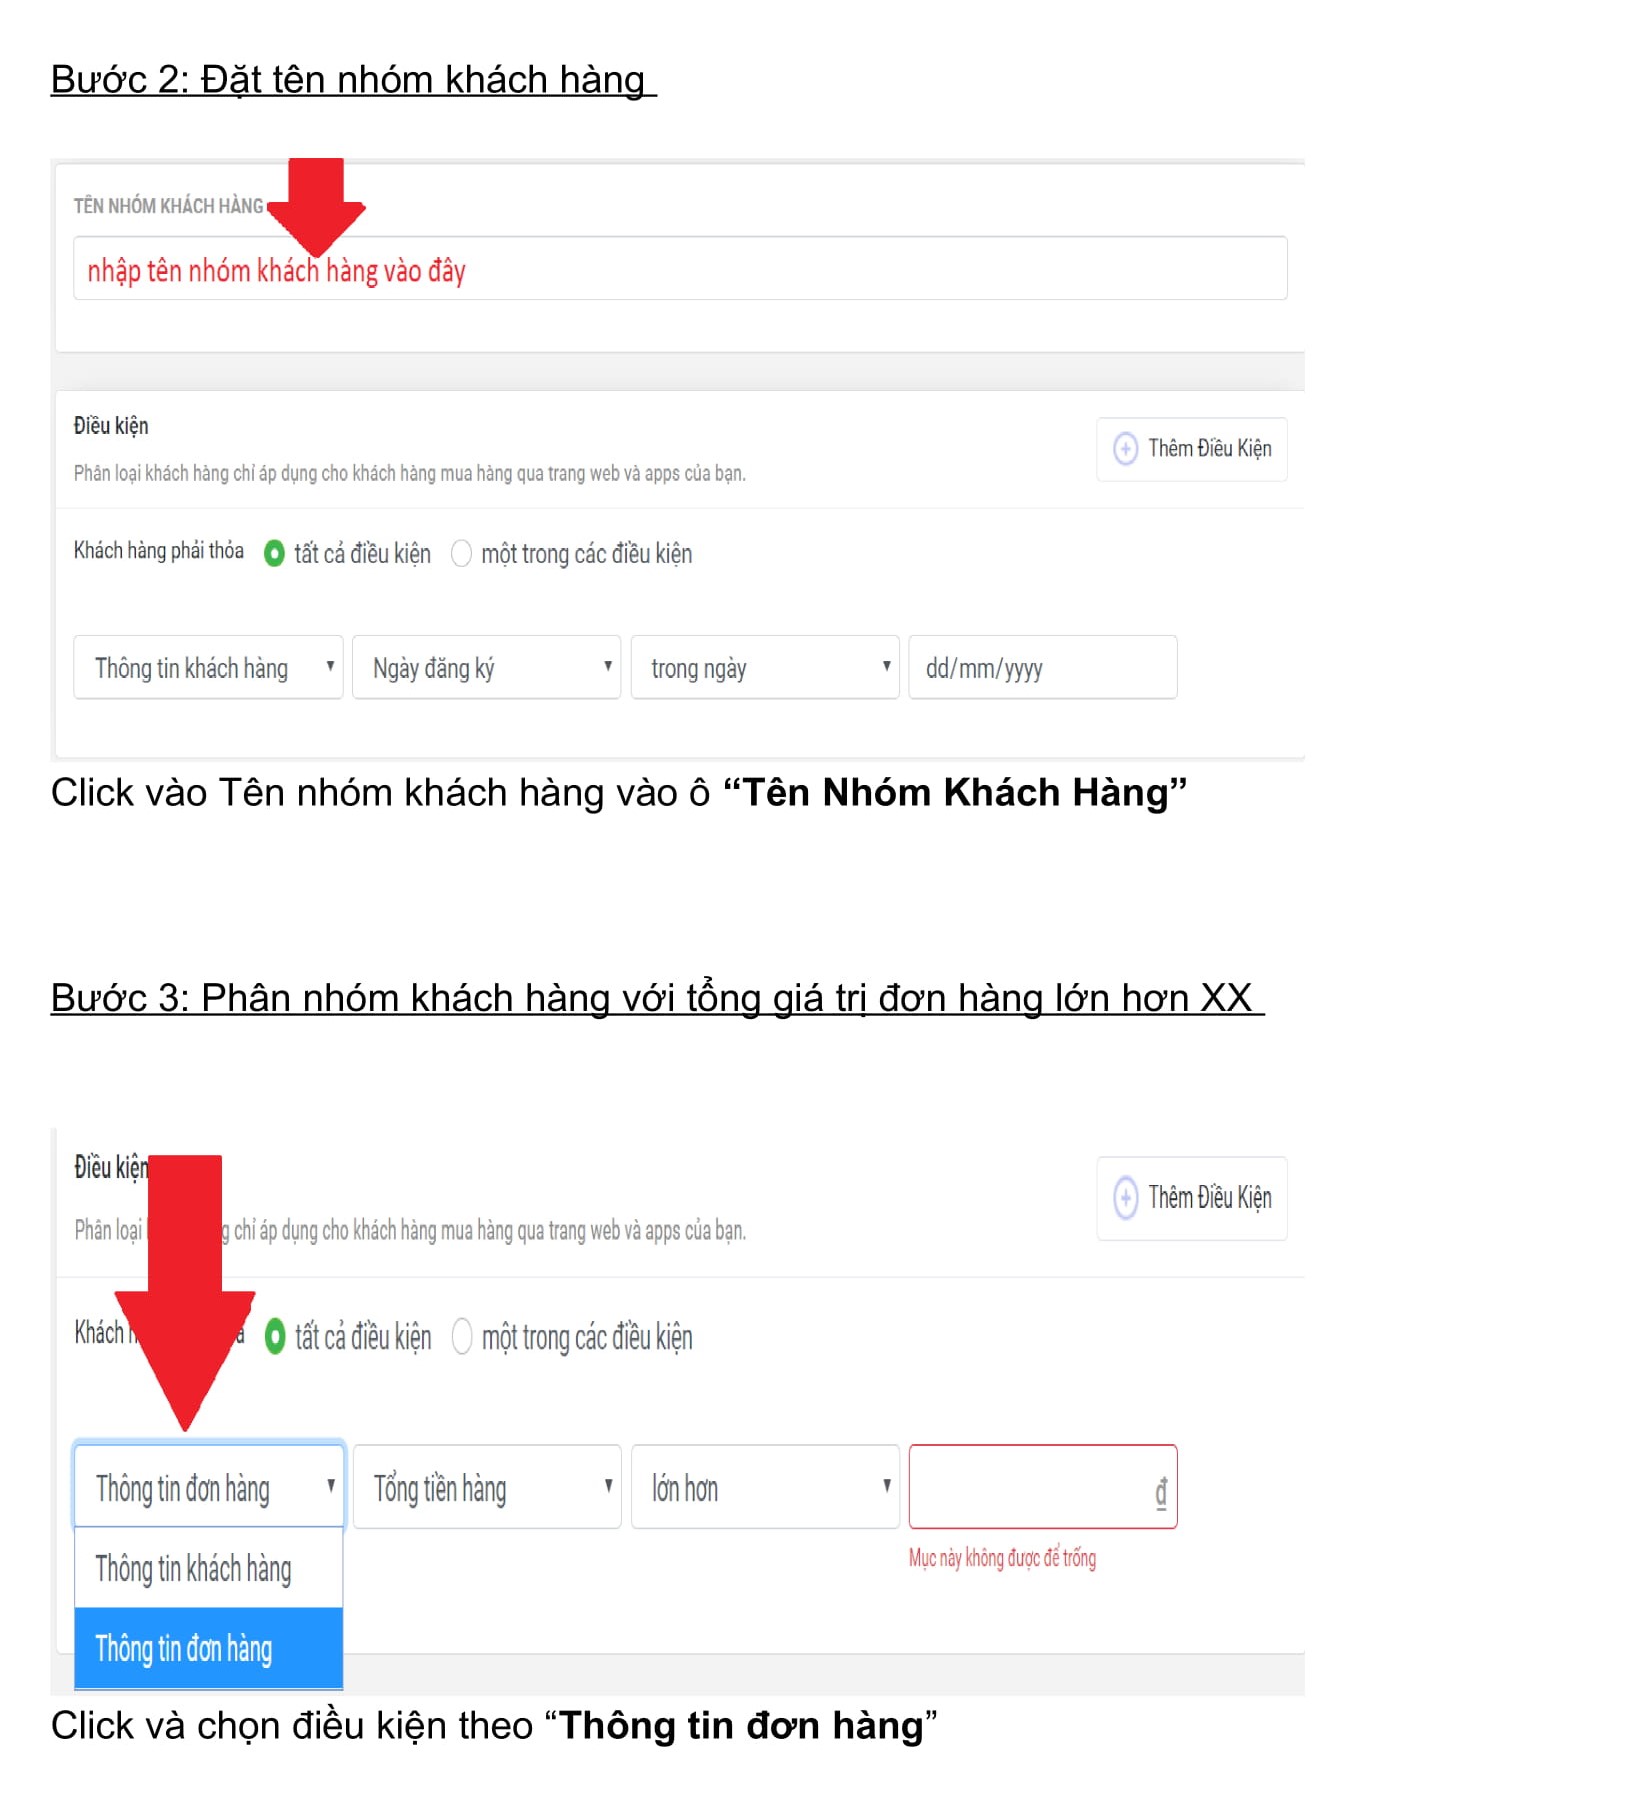 Bước 2: Đặt tên nhóm khách hàng
TÊN NHÓM KHÁCH HÀNG
nhập tên nhóm khách hàng vào đây
Điều kiện
Thêm Điều Kiện
Phân loại khách hàng chỉ áp dụng cho khách hàng mua hàng qua trang web và apps của bạn.
Khách hàng phải thỏa tất cả điều kiện một trong các điều kiện
Thông tin khách hàng Ngày đăng ký trong ngày dd/mm/yyyy
Click vào Tên nhóm khách hàng vào ô “Tên Nhóm Khách Hàng”
Bước 3: Phân nhóm khách hàng với tổng giá trị đơn hàng lớn hơn XX
Điều kiện
Thêm Điều Kiện
Phân loại chỉ áp dụng cho khách hàng mua hàng qua trang web và apps của bạn.
Khách tất cả điều kiện một trong các điều kiện
Thông tin đơn hàng Tổng tiền hàng lớn hơn đ
Mục này không được để trống
Thông tin khách hàng
Thông tin đơn hàng
Click và chọn điều kiện theo “Thông tin đơn hàng”